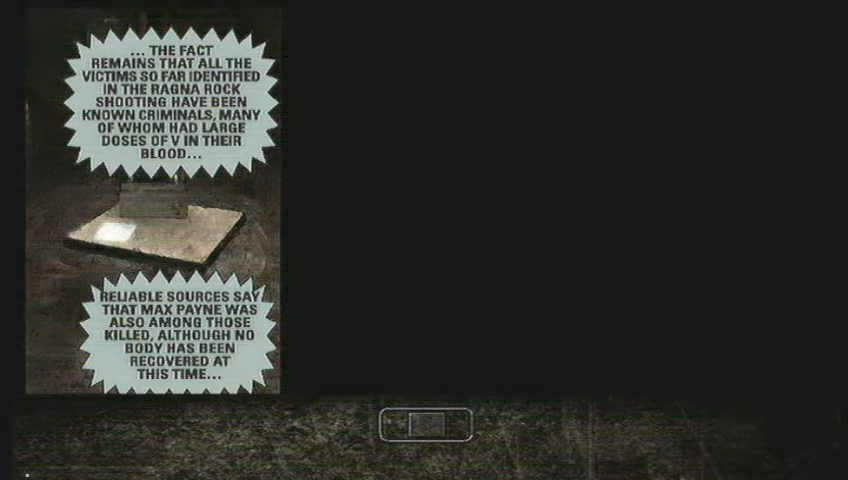 ... THE FACT
REMAINS THAT ALL THE
VICTIMS SO FAR IDENTIFIED
IN THE RAGNA ROCK
SHOOTING HAVE BEEN
KNOWN CRIMINALS, MANY
OF WHOM HAD LARGE
DOSES OF V IN THEIR
BLOOD...
RELIABLE SOURCES SAY
THAT MAX PAYNE WAS
ALSO AMONG THOSE
KILLED, ALTHOUGH NO
BODY HAS BEEN
RECOVERED AT
THIS TIME...